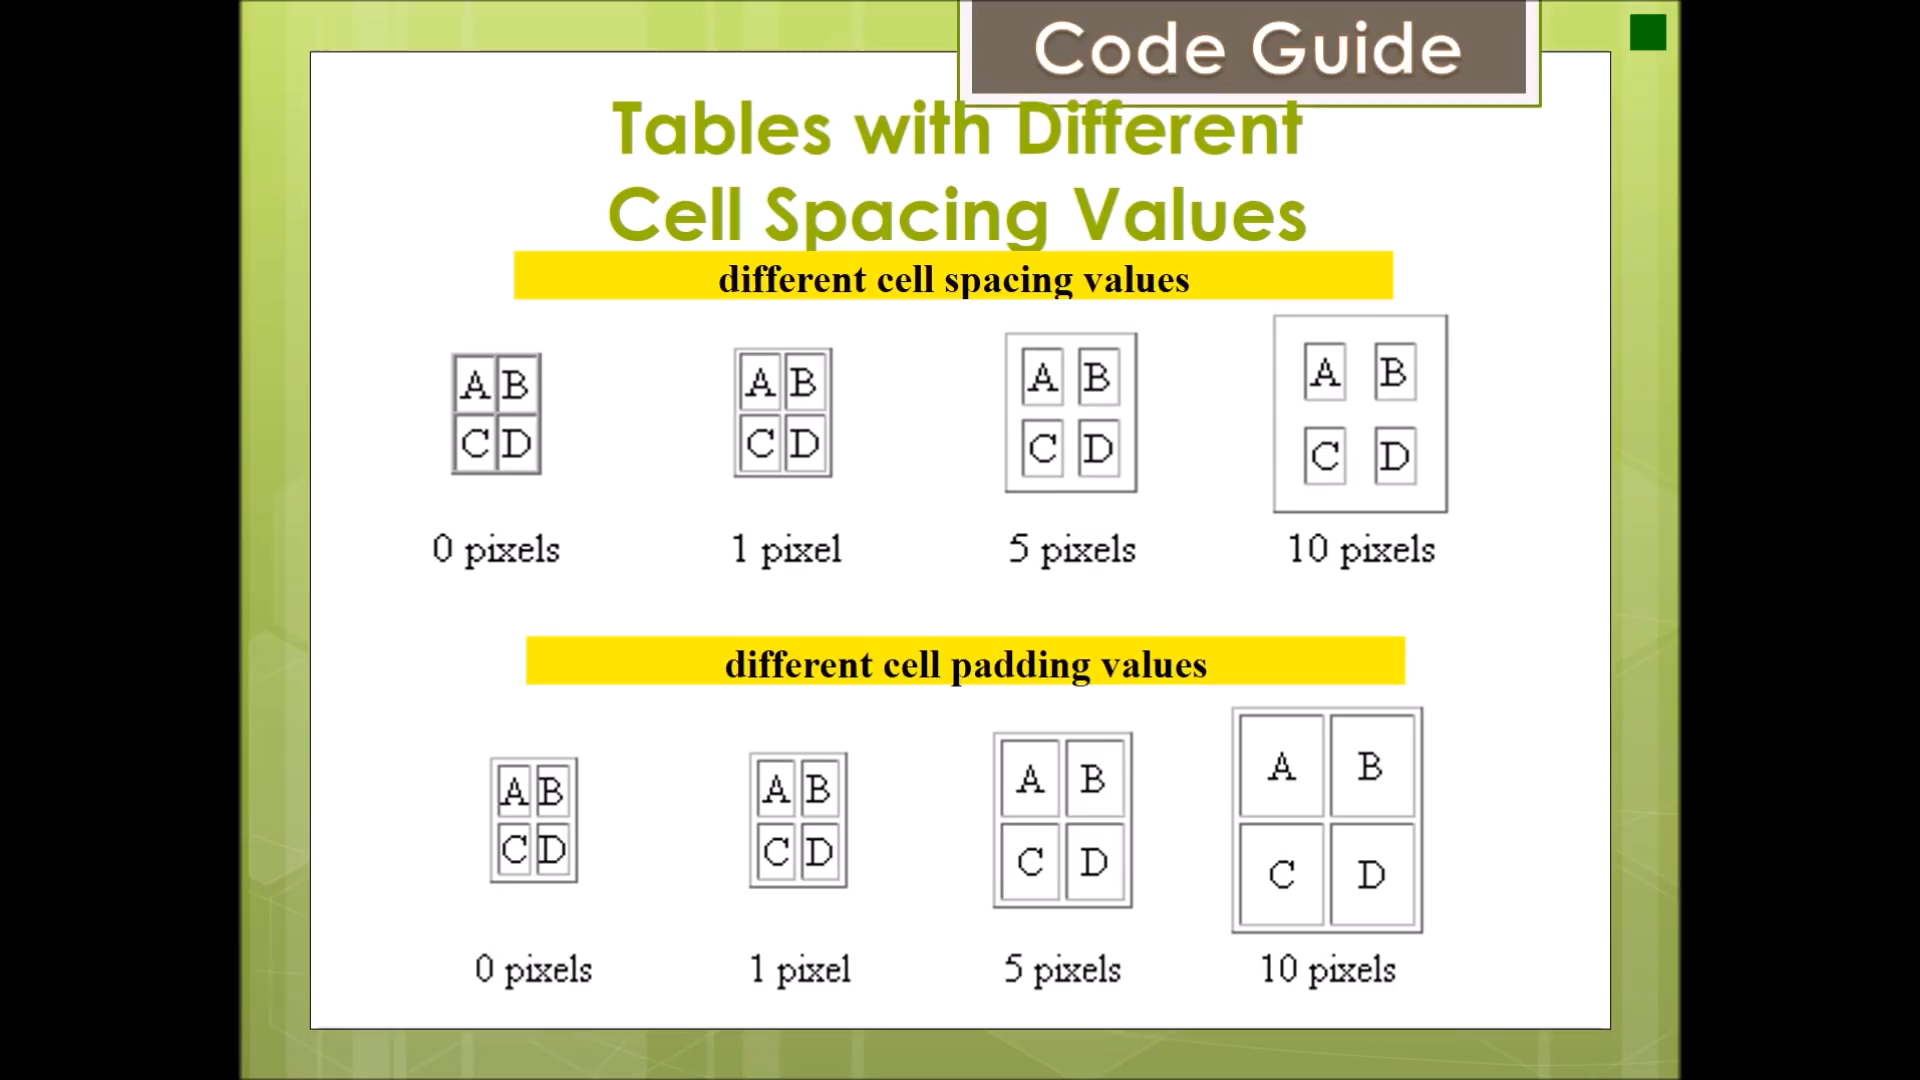 Code Guide
Tables with Different
Cell Spacing Values
different cell spacing values
A B A B A B A B
C D C D C D C D
0 pixels 1 pixel 5 pixels 10 pixels
different cell padding values
A B A B A B A B
C D C D C D C D
0 pixels 1 pixel 5 pixels 10 pixels